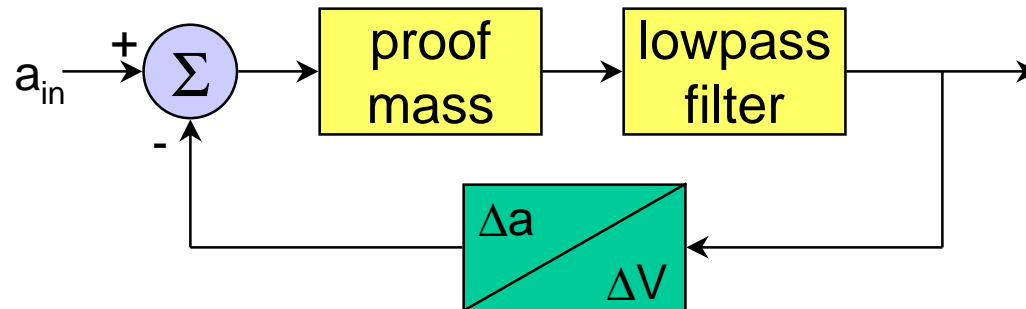 +
a_in
Σ
-
proof
mass
lowpass
filter
Δa
ΔV